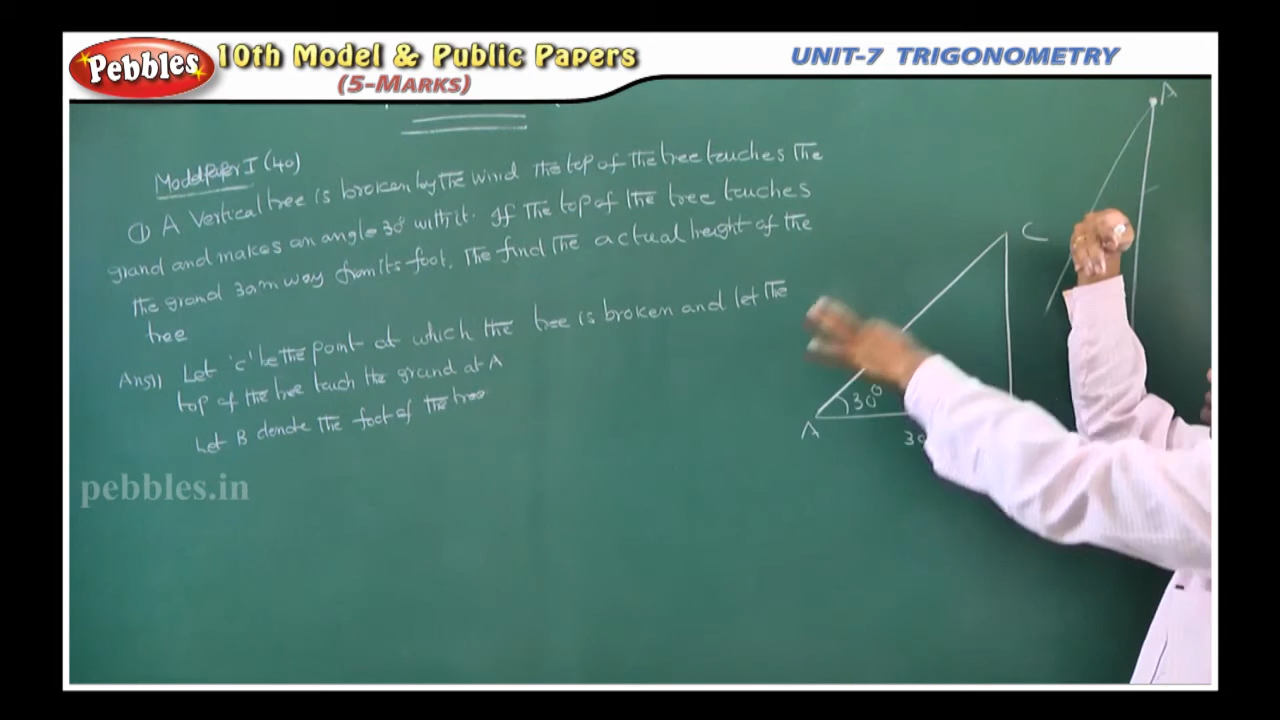 Pebbles
10th Model & Public Papers
(5-MARKS)
UNIT-7 TRIGONOMETRY
Model paper I (40)
① A Vertical tree is broken by the wind the top of the tree touches the
grand and makes an angle 30° with it. If the top of the tree touches
the grand 30m way from its foot, the find the actual height of the
tree
Ans)) Let 'c' be the point at which the tree is broken and let the
top of the tree touch the grand at A
Let B denote the foot of the tree
A
C
30°
A
30
pebbles.in